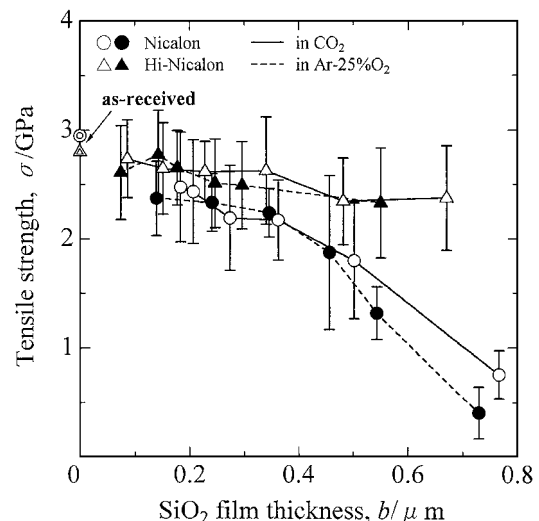 ○● Nicalon — in CO₂
△▲ Hi-Nicalon ---- in Ar-25%O₂
as-received
4
3
2
1
0 0.2 0.4 0.6 0.8
Tensile strength, σ/GPa
SiO₂ film thickness, b/μm